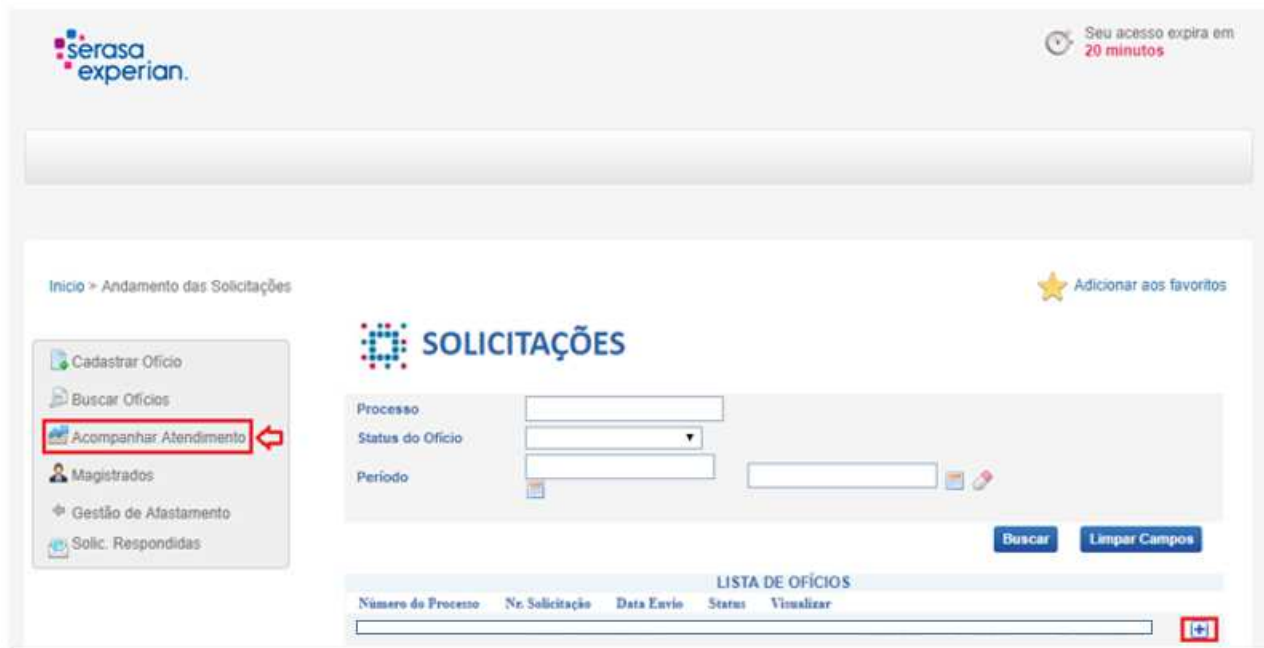 serasa
experian.
Seu acesso expira em
20 minutos
Inicio > Andamento das Solicitações
Adicionar aos favoritos
Cadastrar Ofício
Buscar Ofícios
Acompanhar Atendimento
Magistrados
Gestão de Afastamento
Solic. Respondidas
SOLICITAÇÕES
Processo
Status do Ofício
Período
Buscar
Limpar Campos
LISTA DE OFÍCIOS
Número do Processo Nr. Solicitação Data Envio Status Visualizar
[+]